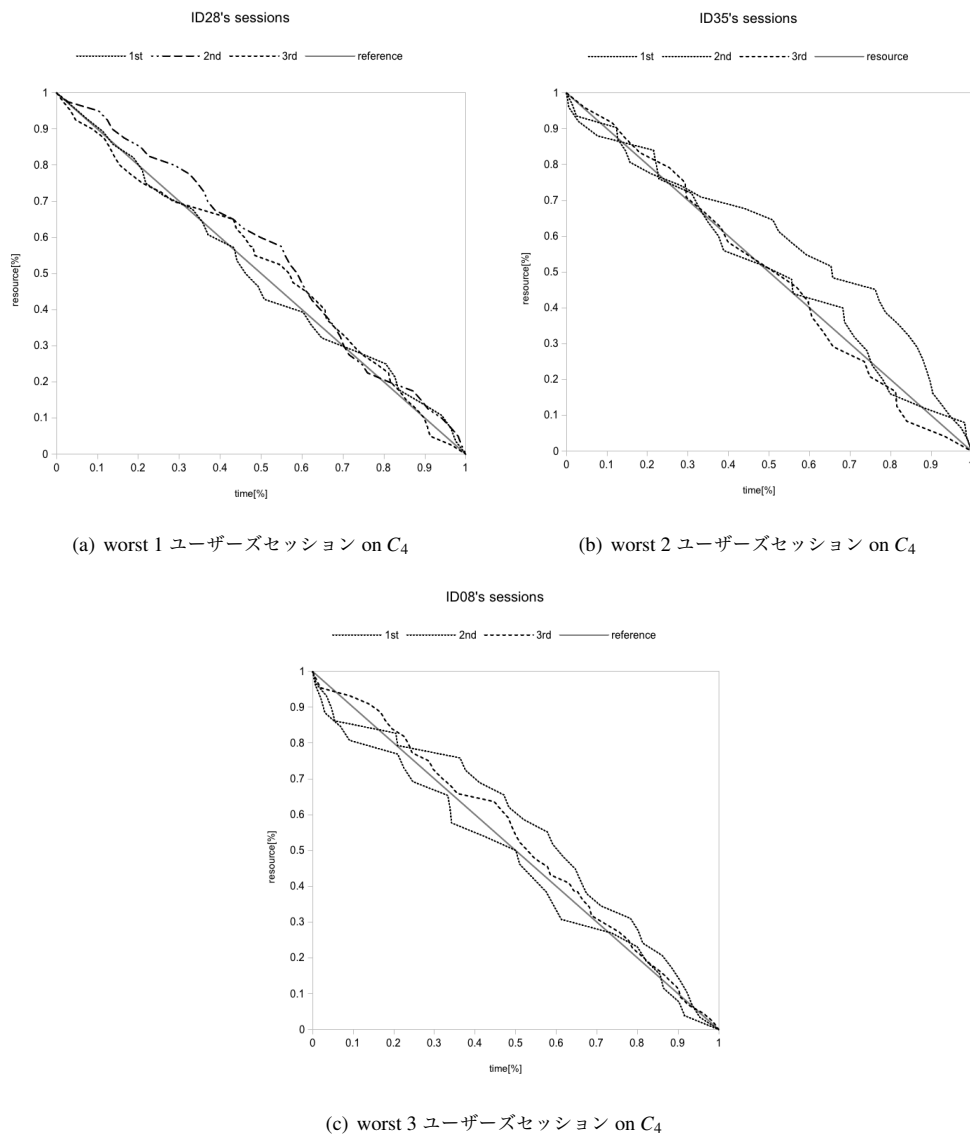 ID28's sessions
1st 2nd 3rd reference
1
0.9
0.8
0.7
0.6
0.5
0.4
0.3
0.2
0.1
0
resource[%]
0 0.1 0.2 0.3 0.4 0.5 0.6 0.7 0.8 0.9 1
time[%]
(a) worst 1 ユーザーズセッション on C4
ID35's sessions
1st 2nd 3rd resource
1
0.9
0.8
0.7
0.6
0.5
0.4
0.3
0.2
0.1
0
resource[%]
0 0.1 0.2 0.3 0.4 0.5 0.6 0.7 0.8 0.9 1
time[%]
(b) worst 2 ユーザーズセッション on C4
ID08's sessions
1st 2nd 3rd reference
1
0.9
0.8
0.7
0.6
0.5
0.4
0.3
0.2
0.1
0
resource[%]
0 0.1 0.2 0.3 0.4 0.5 0.6 0.7 0.8 0.9 1
time[%]
(c) worst 3 ユーザーズセッション on C4